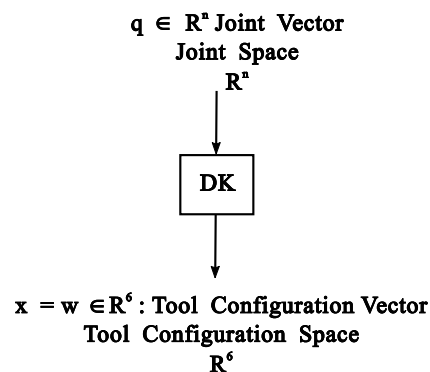 q ∈ Rⁿ Joint Vector
Joint Space
Rⁿ
DK
x = w ∈ R⁶ : Tool Configuration Vector
Tool Configuration Space
R⁶